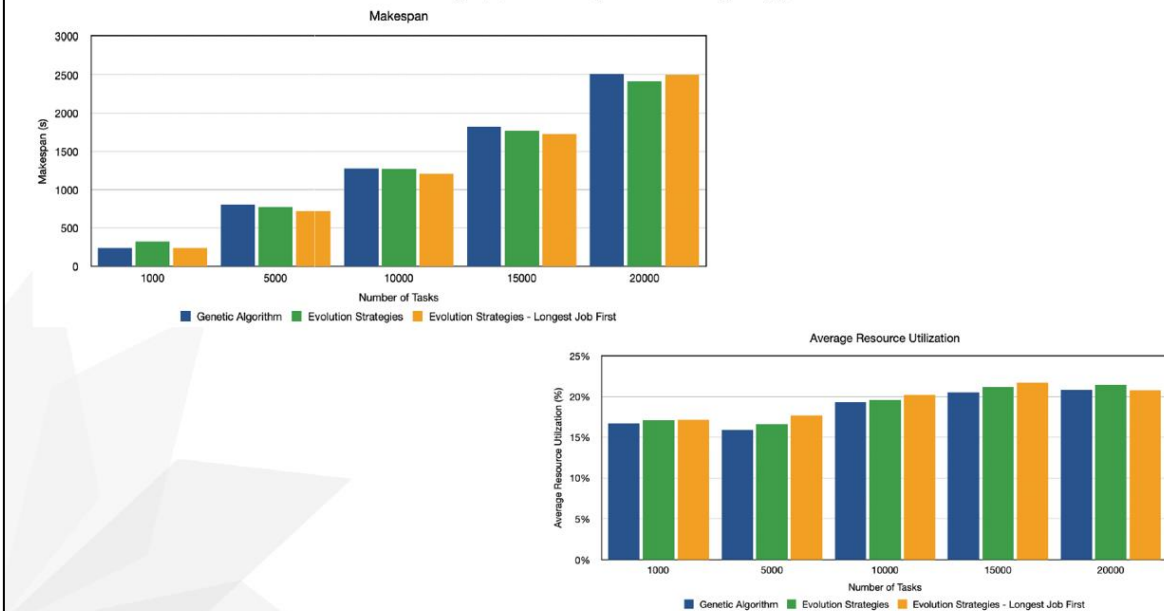 Makespan
3000
2500
2000
1500
1000
500
0
Makespan (s)
1000 5000 10000 15000 20000
Number of Tasks
Genetic Algorithm Evolution Strategies Evolution Strategies - Longest Job First
Average Resource Utilization
25%
20%
15%
10%
5%
0%
Average Resource Utilization (%)
1000 5000 10000 15000 20000
Number of Tasks
Genetic Algorithm Evolution Strategies Evolution Strategies - Longest Job First